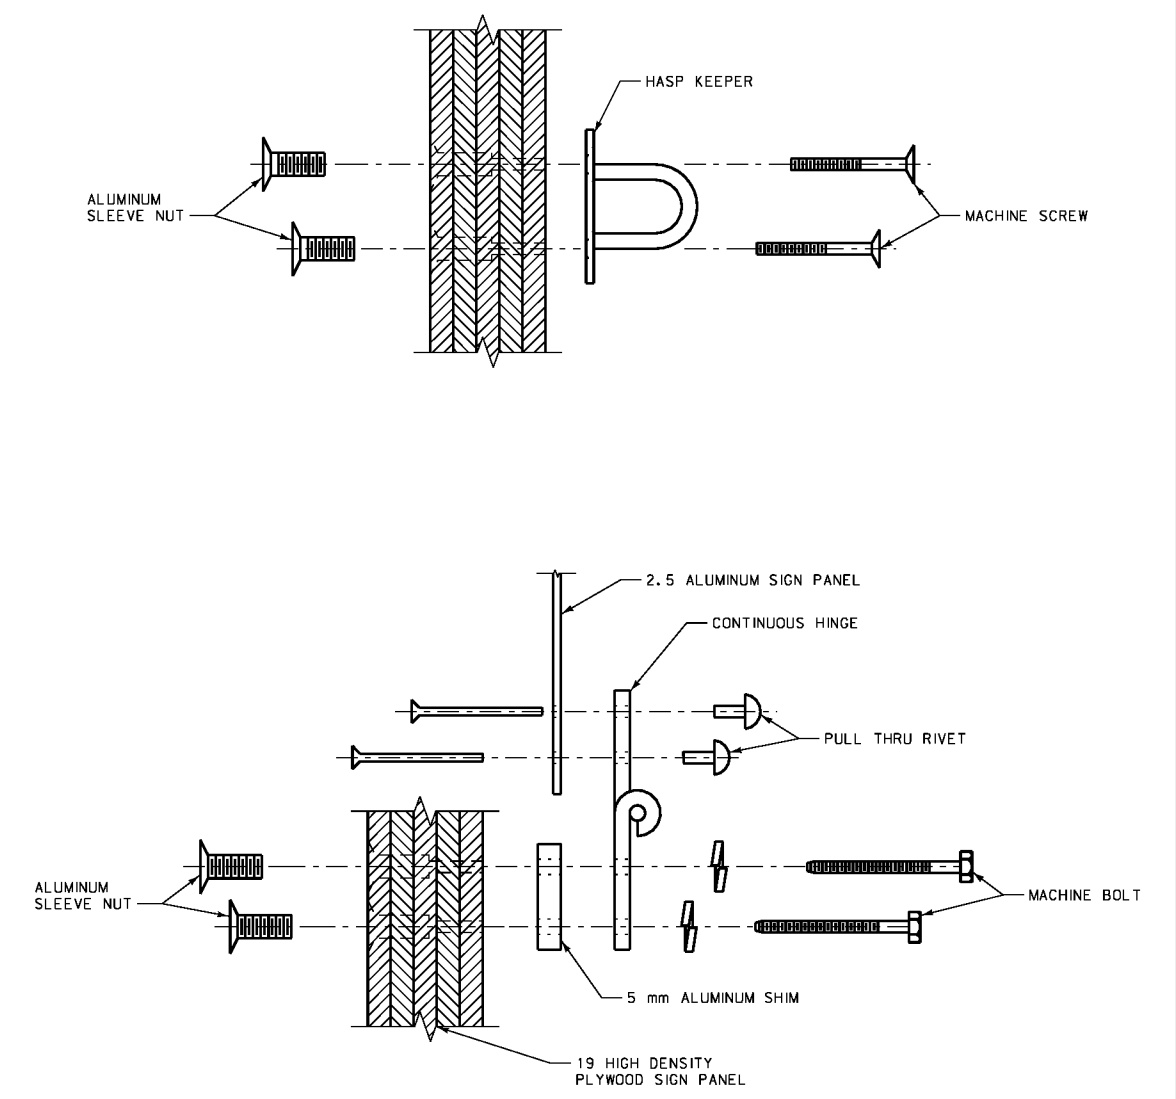 HASP KEEPER
ALUMINUM
SLEEVE NUT
MACHINE SCREW
2.5 ALUMINUM SIGN PANEL
CONTINUOUS HINGE
PULL THRU RIVET
ALUMINUM
SLEEVE NUT
MACHINE BOLT
5 mm ALUMINUM SHIM
19 HIGH DENSITY
PLYWOOD SIGN PANEL